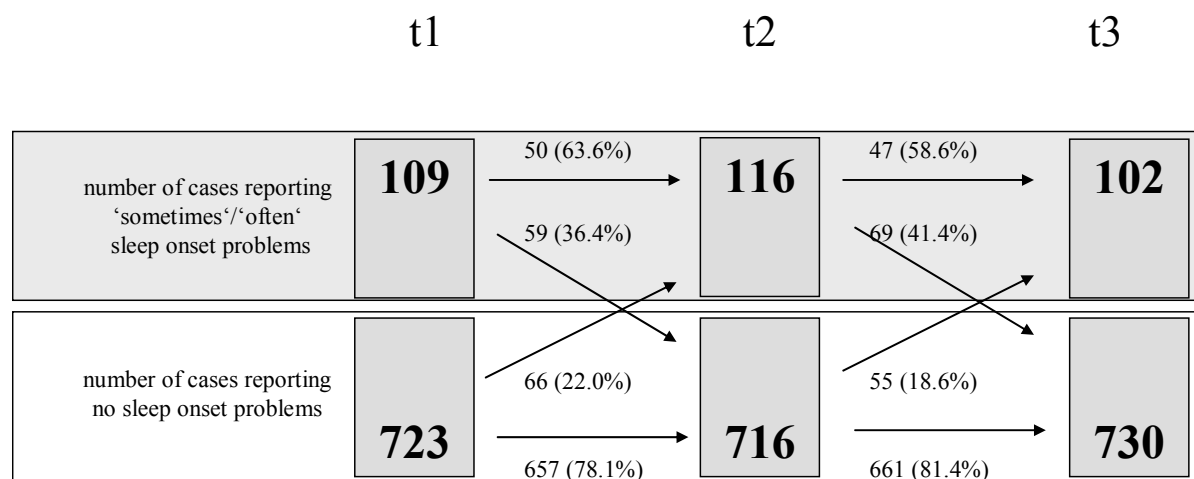 t1 t2 t3
50 (63.6%) 47 (58.6%)
109 116 102
number of cases reporting
‘sometimes‘/‘often‘
sleep onset problems
59 (36.4%) 69 (41.4%)
number of cases reporting
no sleep onset problems
66 (22.0%) 55 (18.6%)
723 716 730
657 (78.1%) 661 (81.4%)